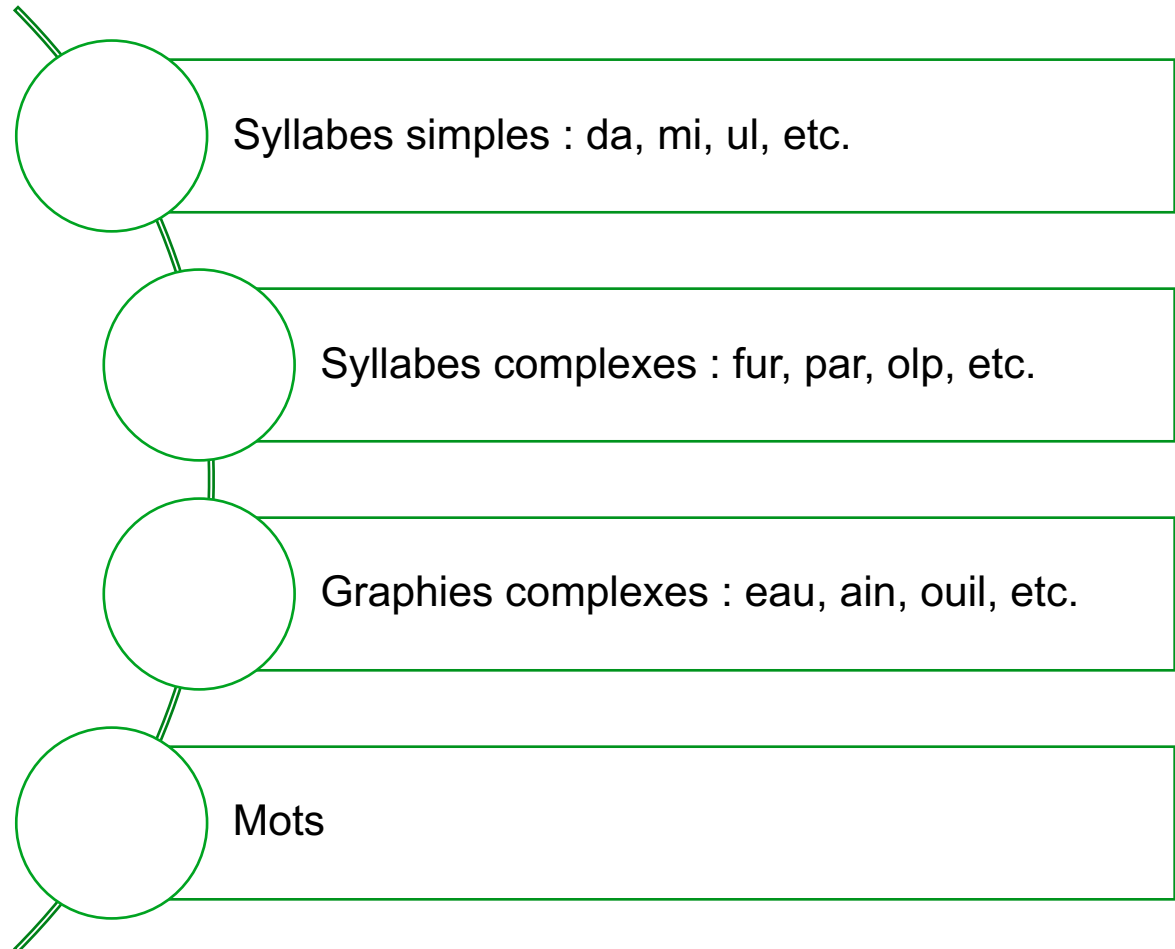 Syllabes simples : da, mi, ul, etc.
Syllabes complexes : fur, par, olp, etc.
Graphies complexes : eau, ain, ouil, etc.
Mots